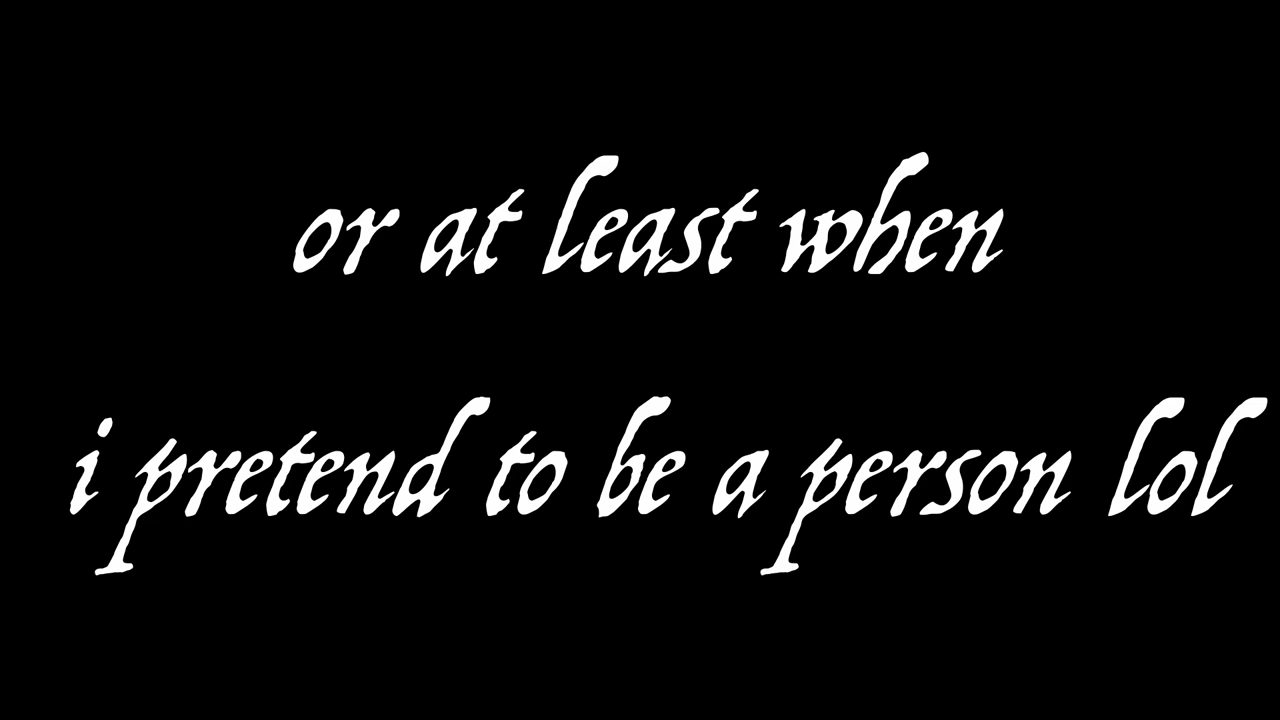 or at least when
i pretend to be a person lol